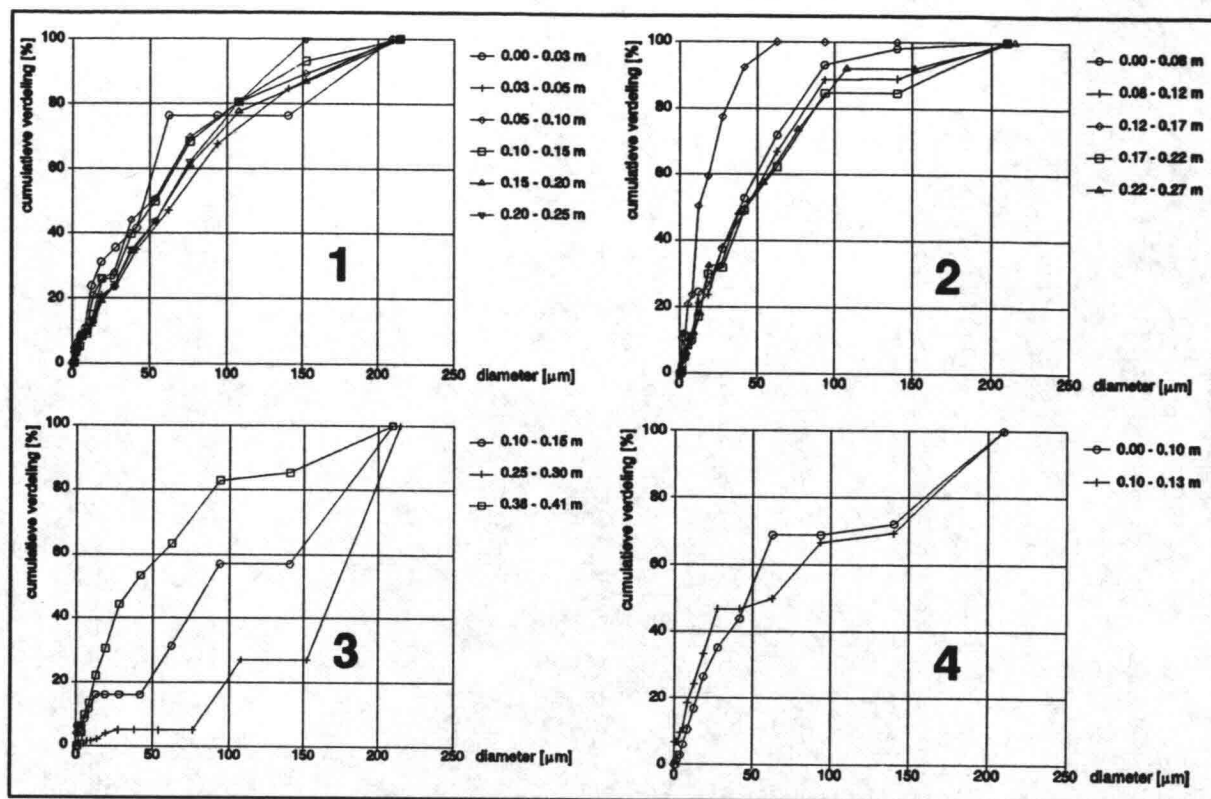 cumulatieve verdeling [%]
100
80
60
40
20
0
0
50
100
150
200
250
diameter [μm]
0.00 - 0.03 m
0.03 - 0.05 m
0.05 - 0.10 m
0.10 - 0.15 m
0.15 - 0.20 m
0.20 - 0.25 m
1
cumulatieve verdeling [%]
100
80
60
40
20
0
0
50
100
150
200
250
diameter [μm]
0.00 - 0.08 m
0.08 - 0.12 m
0.12 - 0.17 m
0.17 - 0.22 m
0.22 - 0.27 m
2
cumulatieve verdeling [%]
100
80
60
40
20
0
0
50
100
150
200
250
diameter [μm]
0.10 - 0.15 m
0.25 - 0.30 m
0.38 - 0.41 m
3
cumulatieve verdeling [%]
100
80
60
40
20
0
0
50
100
150
200
250
diameter [μm]
0.00 - 0.10 m
0.10 - 0.13 m
4